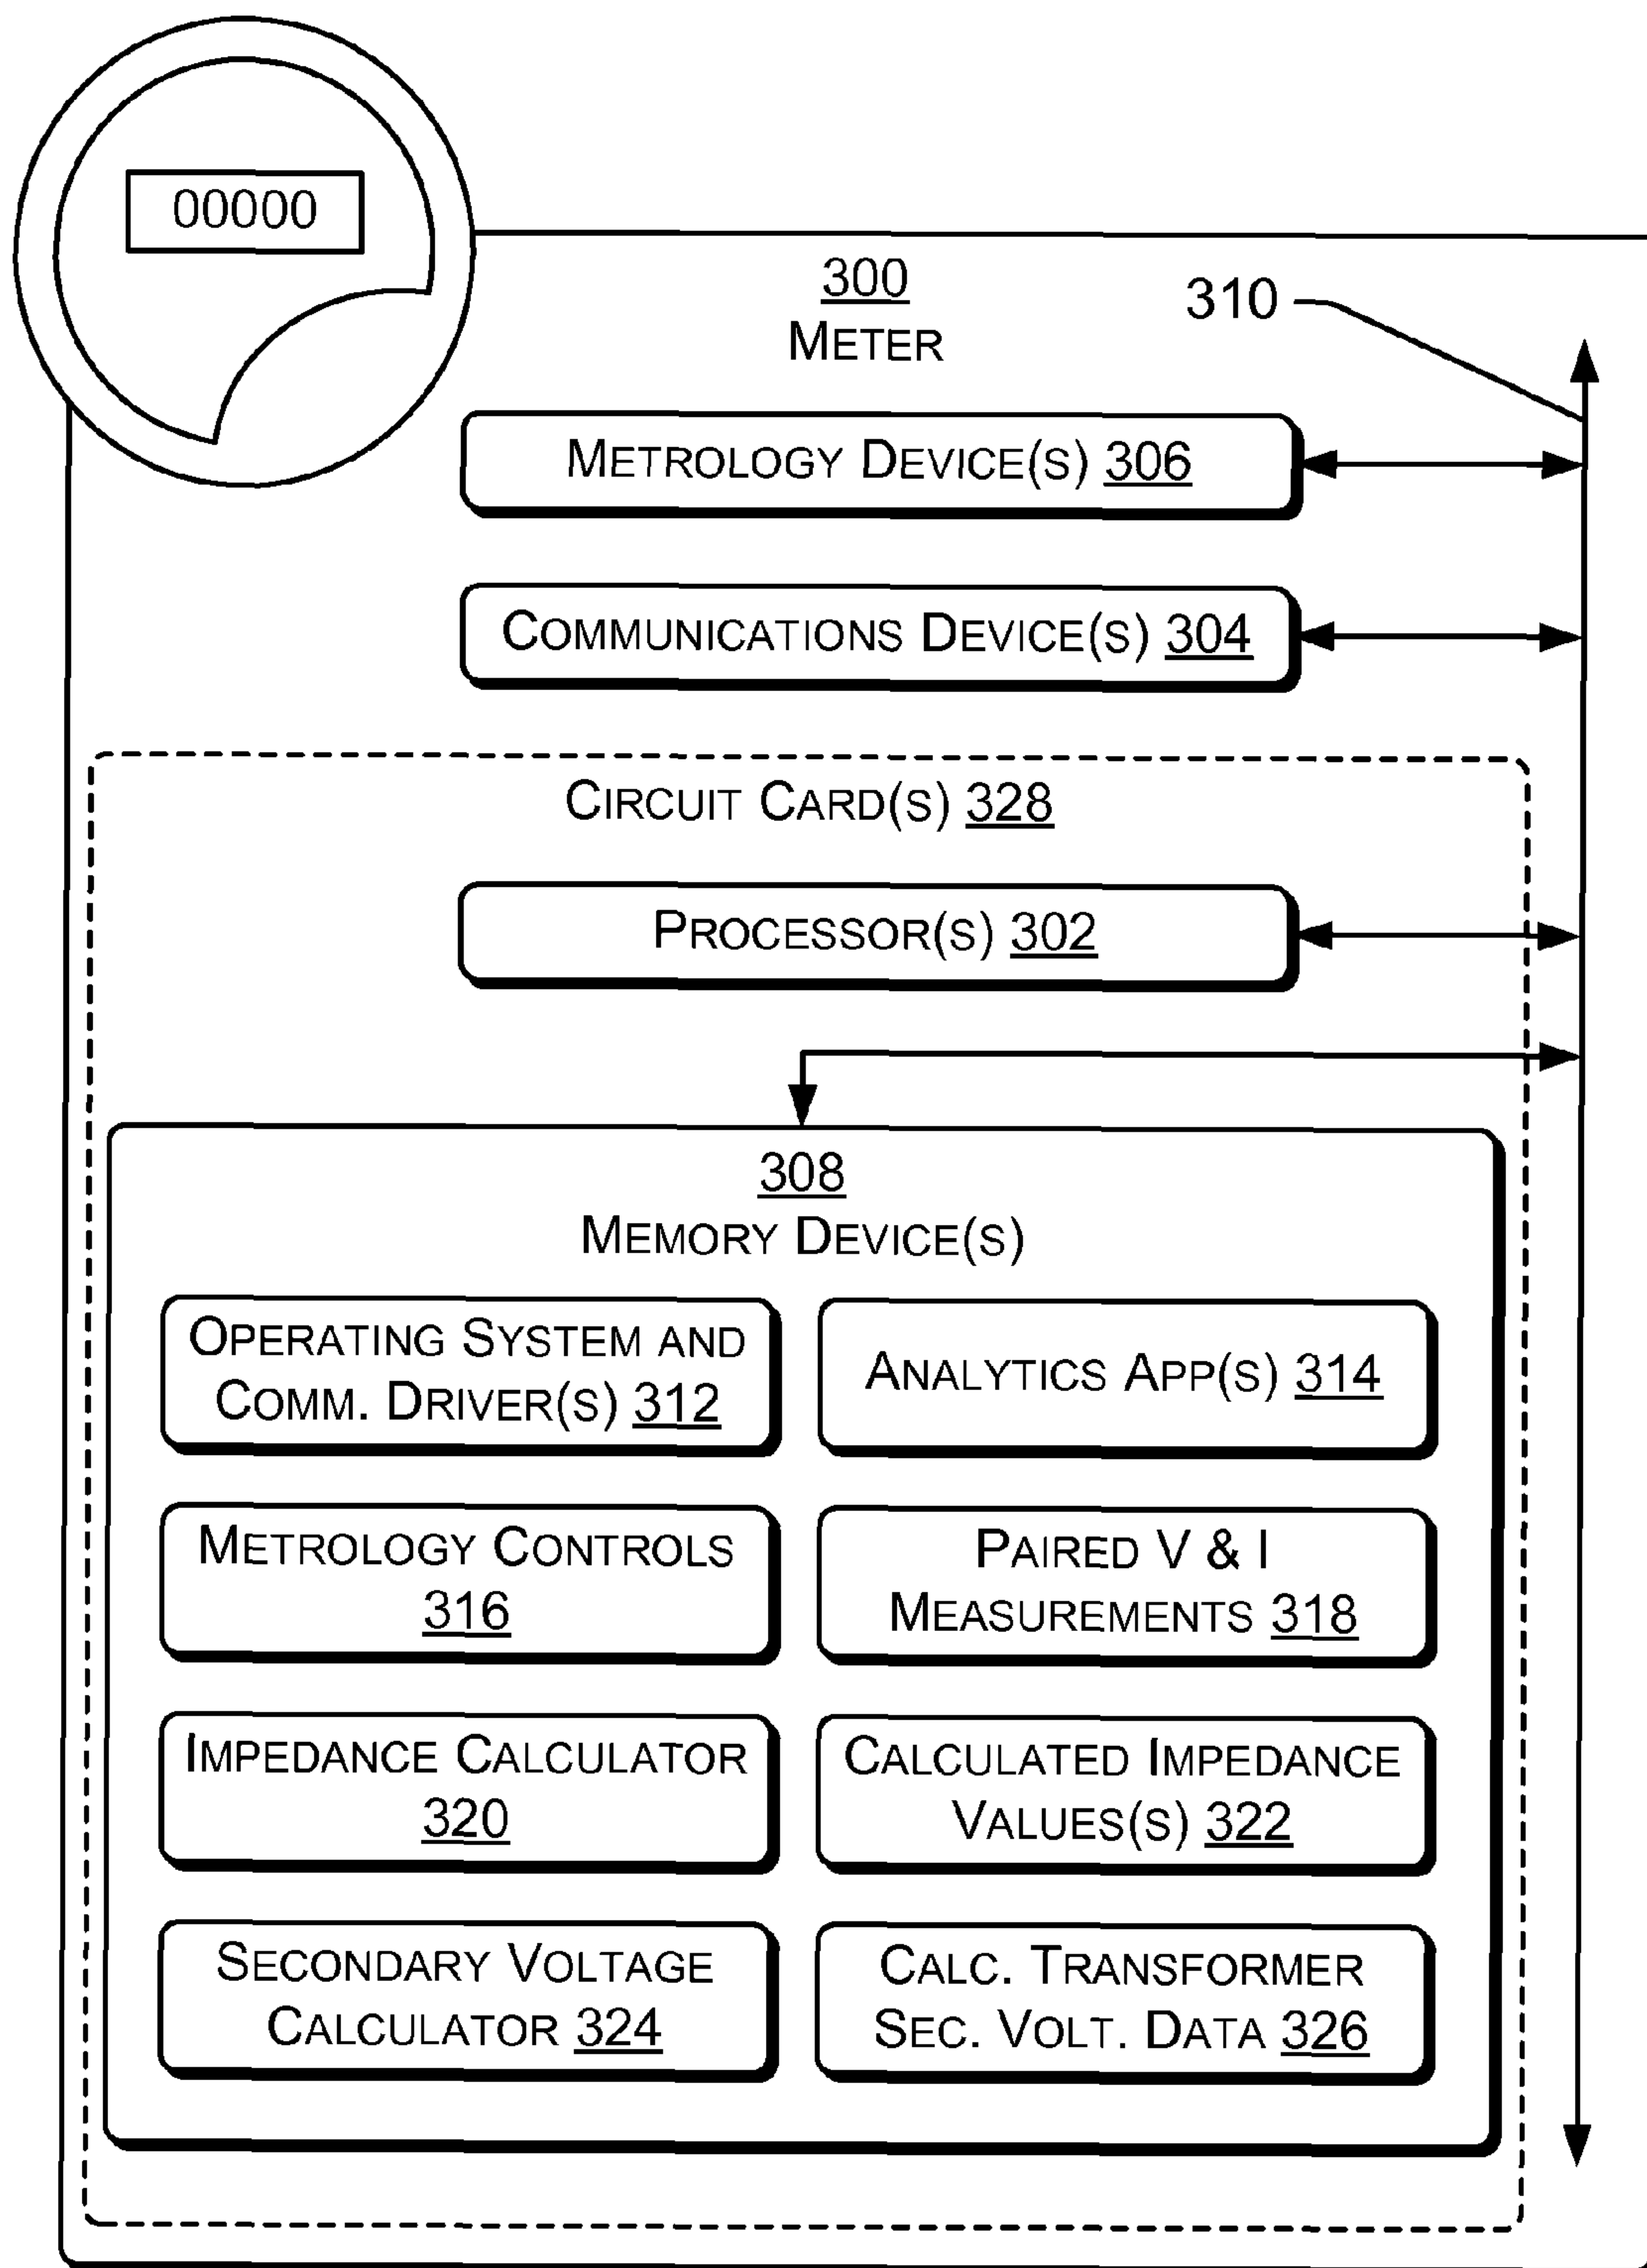 00000
300
METER
310
METROLOGY DEVICE(S) 306
COMMUNICATIONS DEVICE(S) 304
CIRCUIT CARD(S) 328
PROCESSOR(S) 302
308
MEMORY DEVICE(S)
OPERATING SYSTEM AND
COMM. DRIVER(S) 312
ANALYTICS APP(S) 314
METROLOGY CONTROLS
316
PAIRED V & I
MEASUREMENTS 318
IMPEDANCE CALCULATOR
320
CALCULATED IMPEDANCE
VALUES(S) 322
SECONDARY VOLTAGE
CALCULATOR 324
CALC. TRANSFORMER
SEC. VOLT. DATA 326